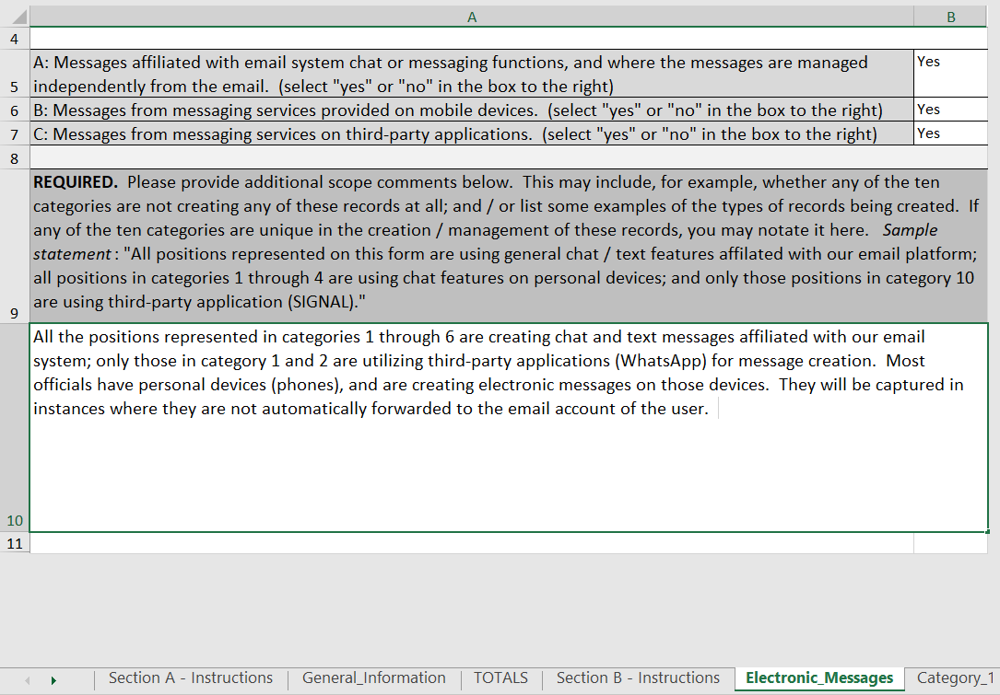 A B
4
A: Messages affiliated with email system chat or messaging functions, and where the messages are managed Yes
5 independently from the email.  (select "yes" or "no" in the box to the right)
6 B: Messages from messaging services provided on mobile devices.  (select "yes" or "no" in the box to the right) Yes
7 C: Messages from messaging services on third-party applications.  (select "yes" or "no" in the box to the right) Yes
8
REQUIRED.  Please provide additional scope comments below.  This may include, for example, whether any of the ten
categories are not creating any of these records at all; and / or list some examples of the types of records being created.  If
any of the ten categories are unique in the creation / management of these records, you may notate it here.   Sample
statement : "All positions represented on this form are using general chat / text features affilated with our email platform;
all positions in categories 1 through 4 are using chat features on personal devices; and only those positions in category 10
9 are using third-party application (SIGNAL)."
All the positions represented in categories 1 through 6 are creating chat and text messages affiliated with our email
system; only those in category 1 and 2 are utilizing third-party applications (WhatsApp) for message creation.  Most
officials have personal devices (phones), and are creating electronic messages on those devices.  They will be captured in
instances where they are not automatically forwarded to the email account of the user.
10
11
Section A - Instructions General_Information TOTALS Section B - Instructions Electronic_Messages Category_1